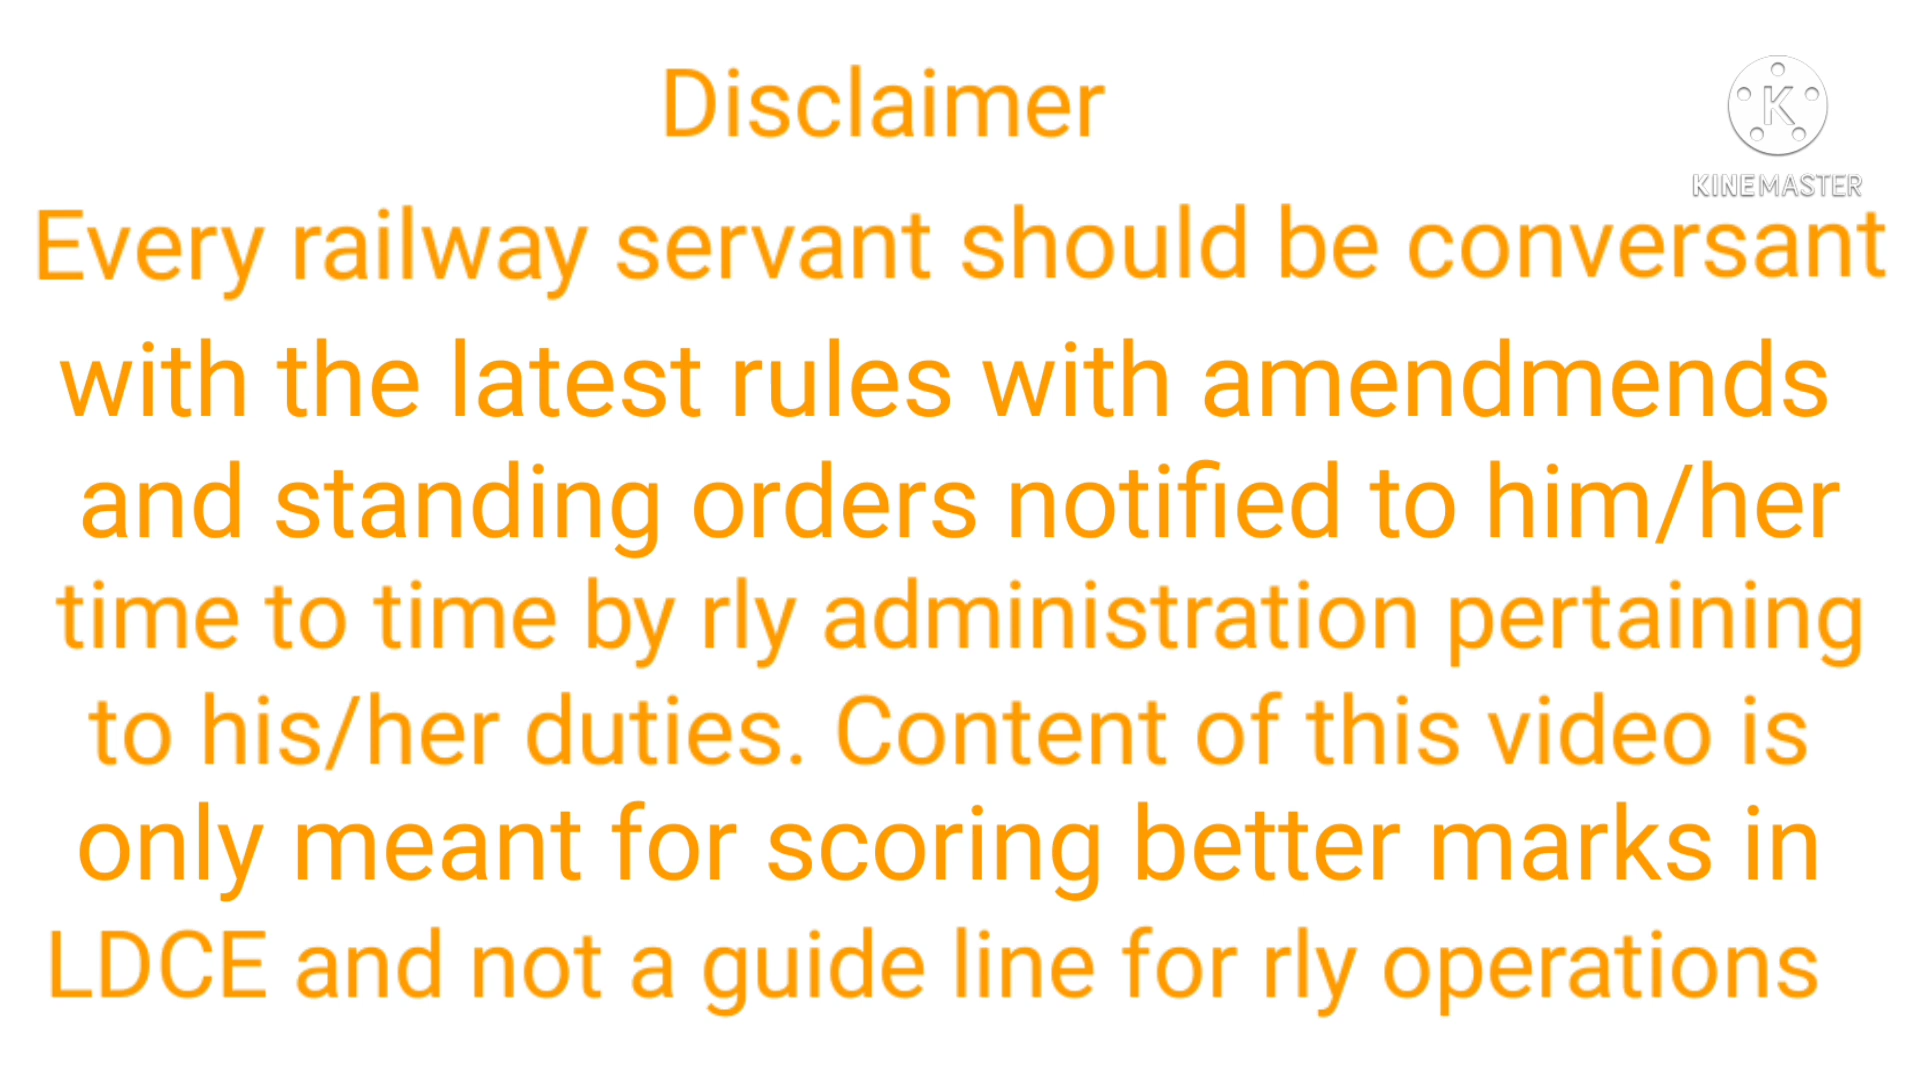 Disclaimer
K
KINEMASTER
Every railway servant should be conversant
with the latest rules with amendmends
and standing orders notified to him/her
time to time by rly administration pertaining
to his/her duties. Content of this video is
only meant for scoring better marks in
LDCE and not a guide line for rly operations